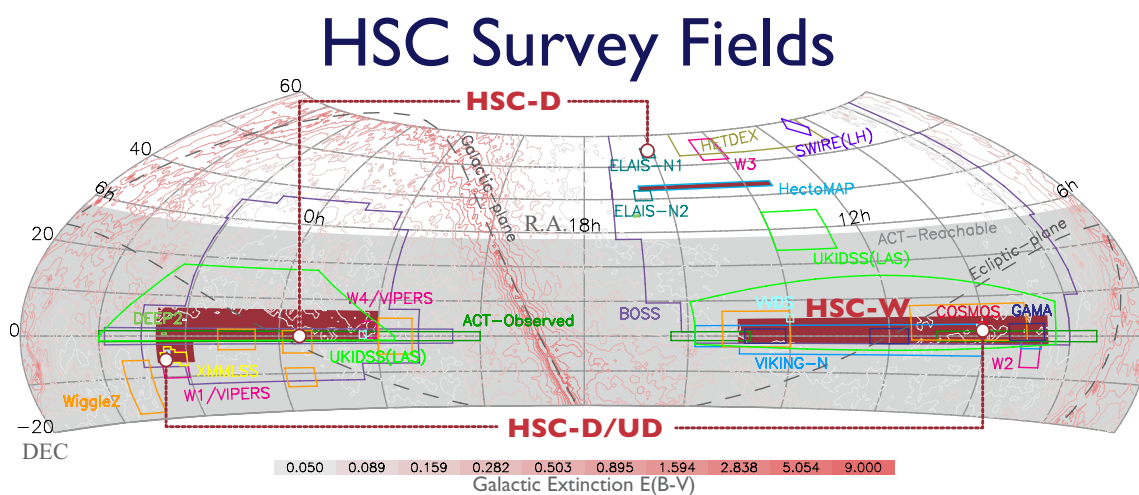 HSC Survey Fields
60
HSC-D
HETDEX
SWIRE(LH)
40
Galactic-plane
ELAIS-N1
W3
HectoMAP
6h
6h
0h
ELAIS-N2
R.A.
18h
12h
20
ACT-Reachable
Ecliptic-plane
UKIDSS(LAS)
W4/VIPERS
VVDS
HSC-W
DEEP2
ACT-Observed
BOSS
COSMOS
GAMA
0
UKIDSS(LAS)
XMMLSS
VIKING-N
W2
W1/VIPERS
WiggleZ
-20
HSC-D/UD
DEC
0.050 0.089 0.159 0.282 0.503 0.895 1.594 2.838 5.054 9.000
Galactic Extinction E(B-V)